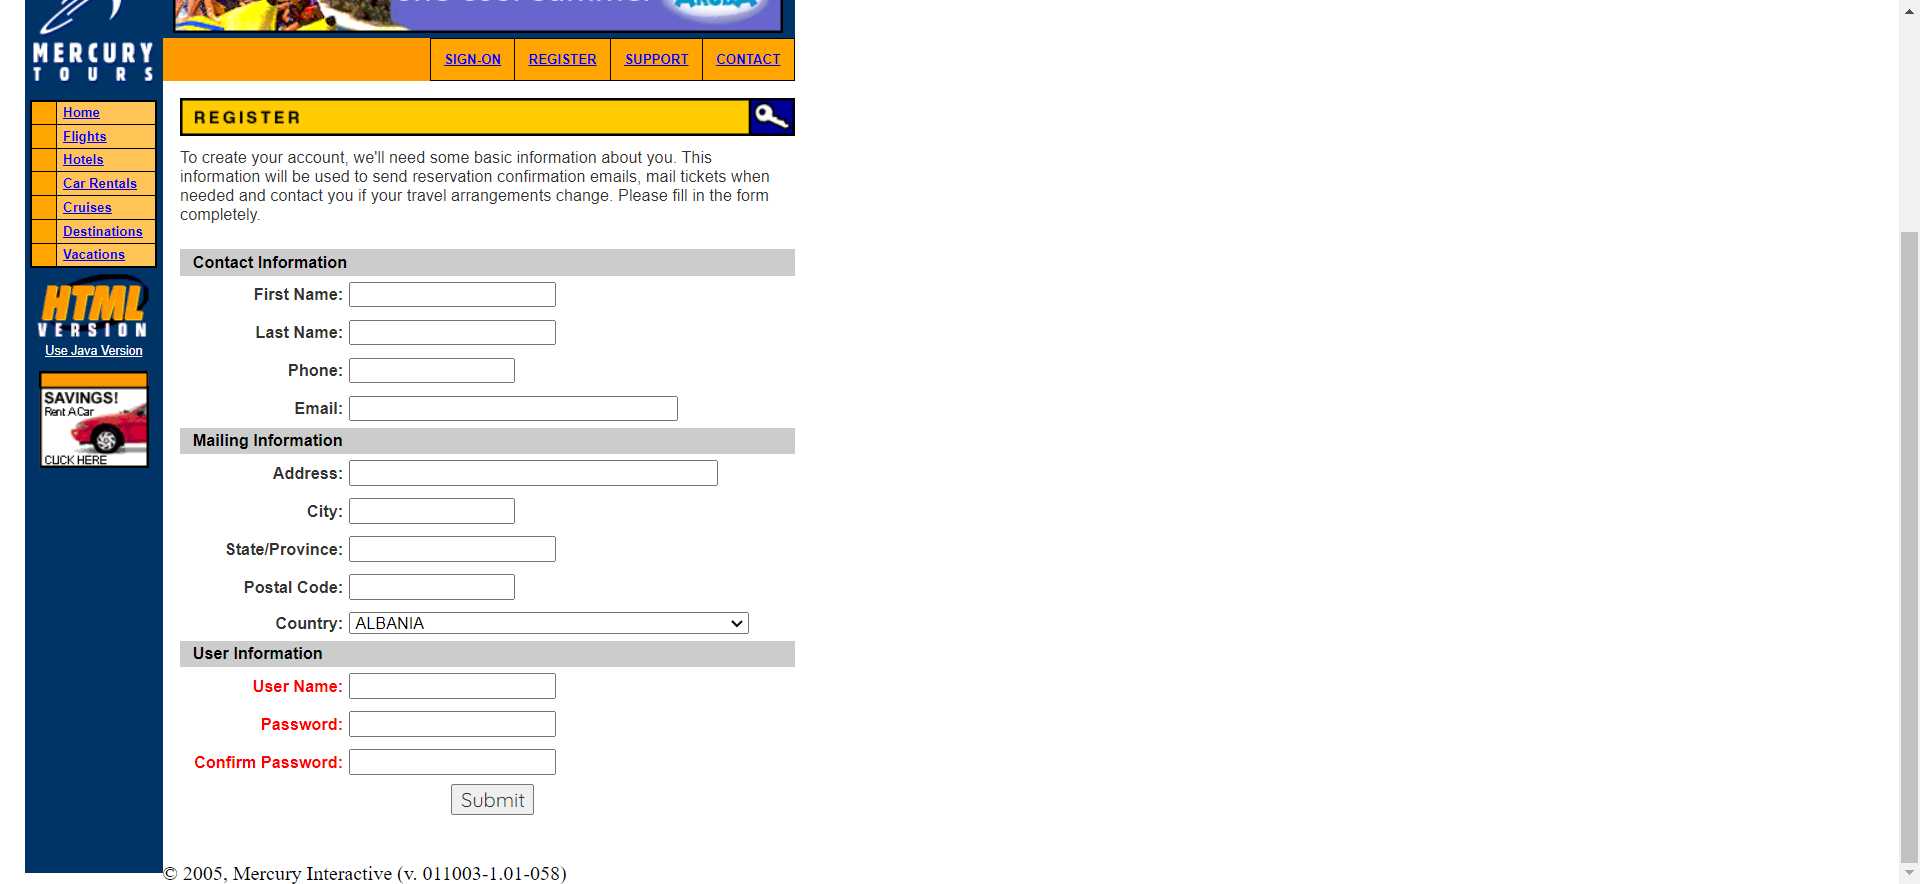 one cool summer
ARUBA
MERCURY
TOURS
SIGN-ON
REGISTER
SUPPORT
CONTACT
Home
Flights
Hotels
Car Rentals
Cruises
Destinations
Vacations
HTML
VERSION
Use Java Version
SAVINGS!
Rent A Car
CLICK HERE
REGISTER
To create your account, we'll need some basic information about you. This
information will be used to send reservation confirmation emails, mail tickets when
needed and contact you if your travel arrangements change. Please fill in the form
completely.
Contact Information
First Name:
Last Name:
Phone:
Email:
Mailing Information
Address:
City:
State/Province:
Postal Code:
Country: ALBANIA
User Information
User Name:
Password:
Confirm Password:
Submit
© 2005, Mercury Interactive (v. 011003-1.01-058)